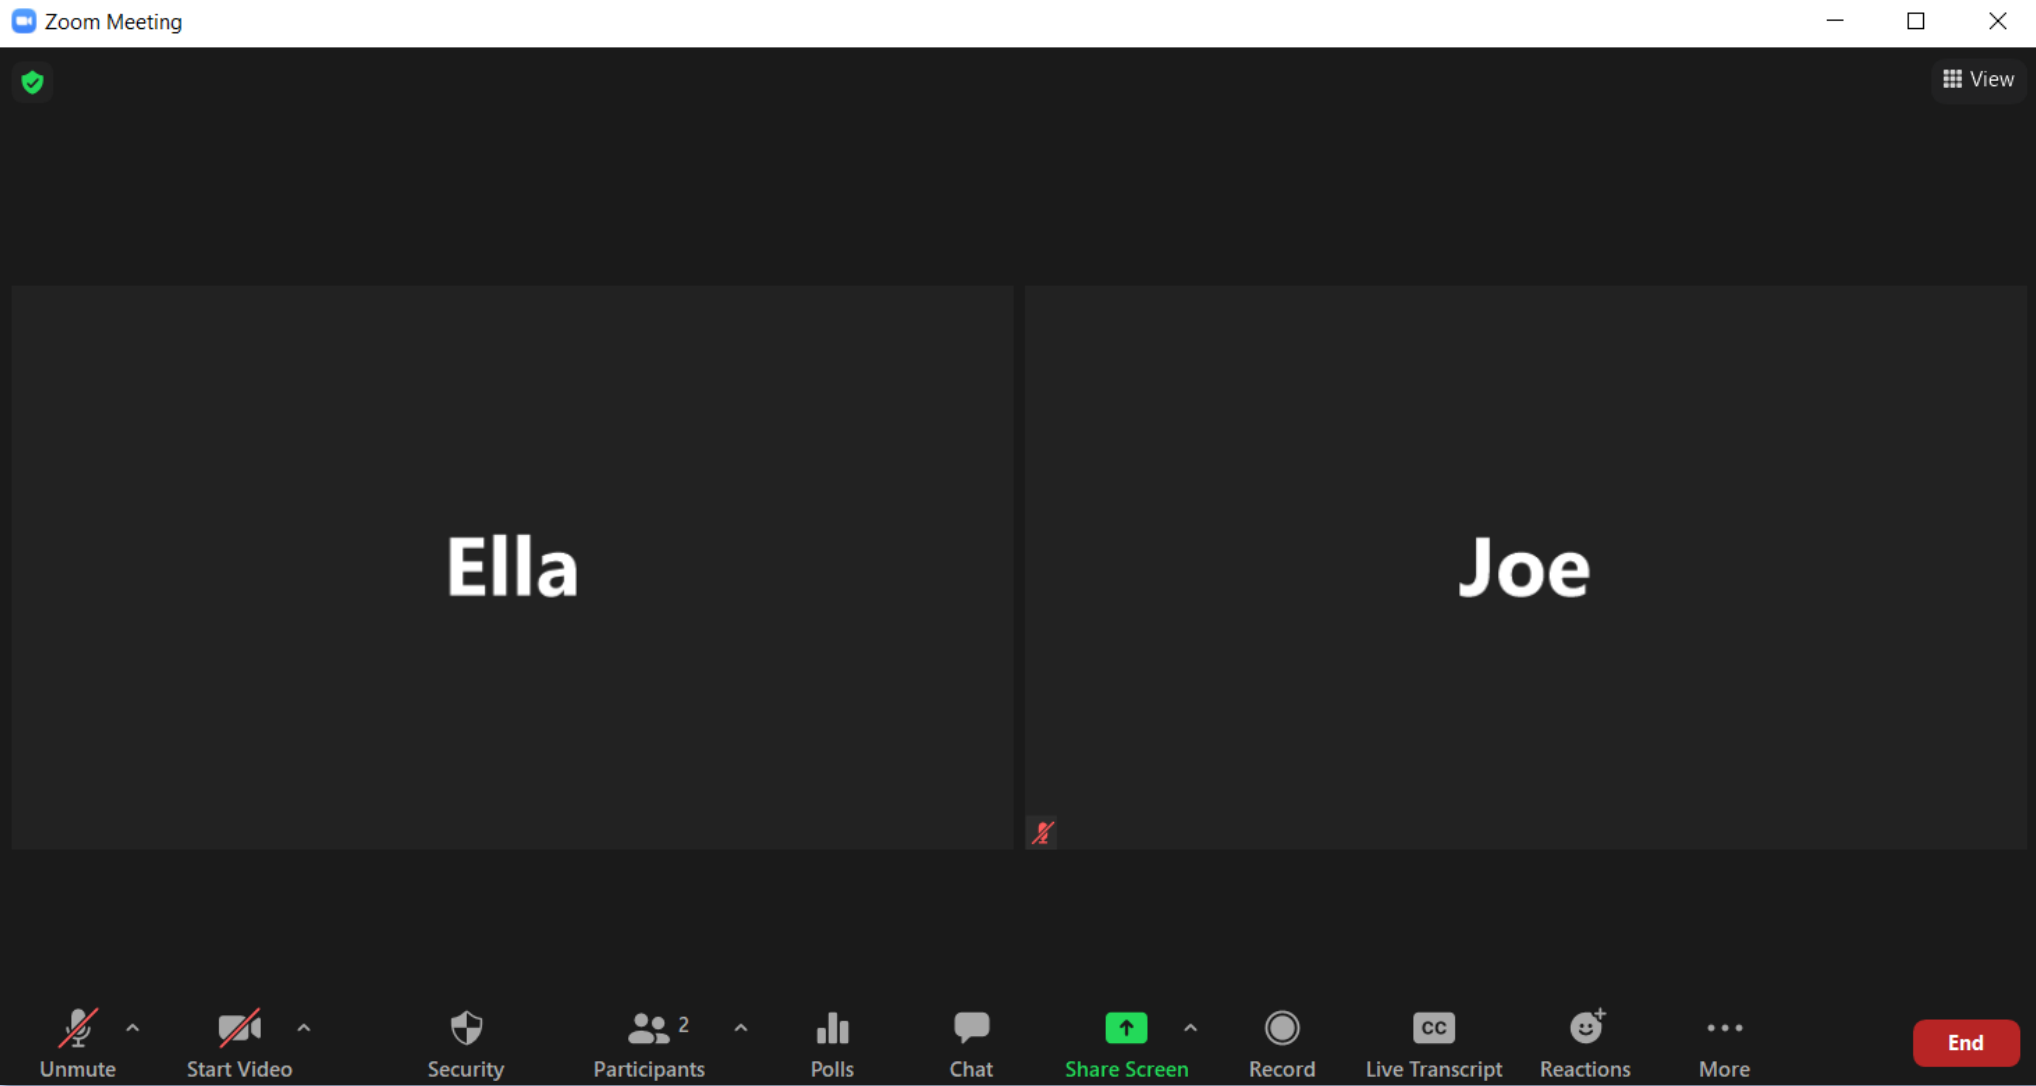 Zoom Meeting
View
Ella
Joe
2
Unmute
Start Video
Security
Participants
Polls
Chat
Share Screen
Record
CC
Live Transcript
Reactions
More
End